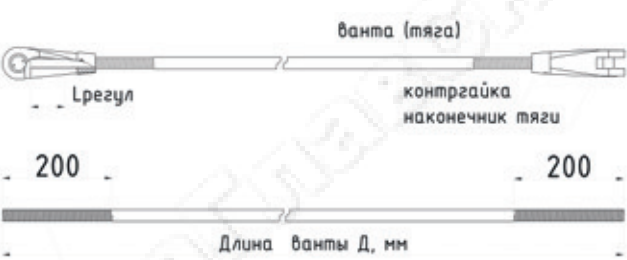 ванта (тяга)
Lрегул
контргайка
наконечник тяги
200 200
Длина ванты Д, мм